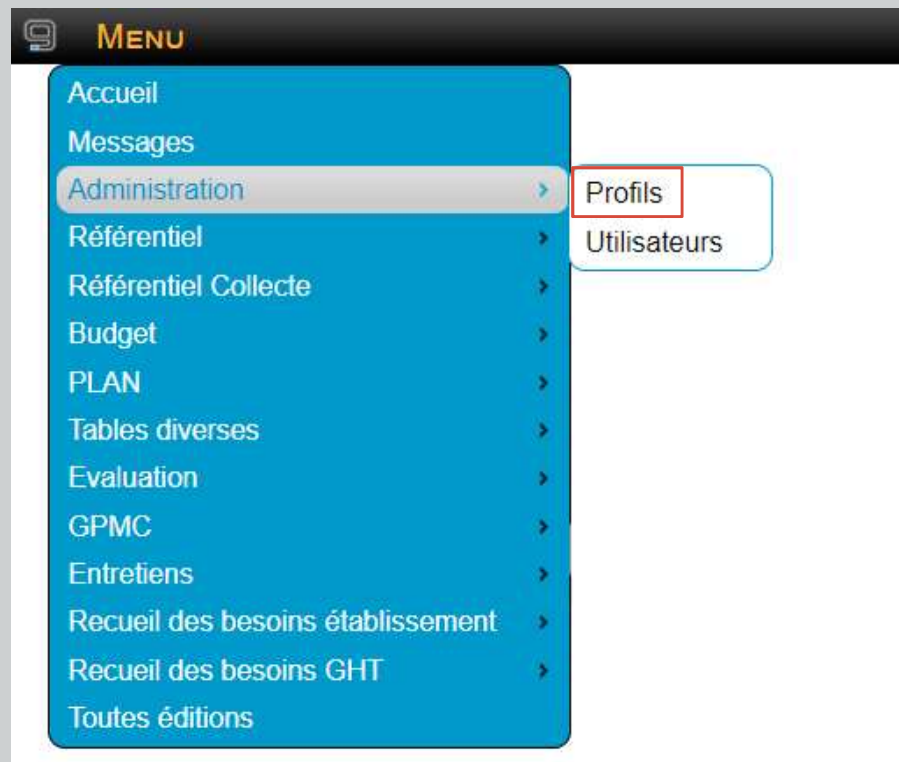 MENU
Accueil
Messages
Administration
Profils
Référentiel
Utilisateurs
Référentiel Collecte
Budget
PLAN
Tables diverses
Evaluation
GPMC
Entretiens
Recueil des besoins établissement
Recueil des besoins GHT
Toutes éditions